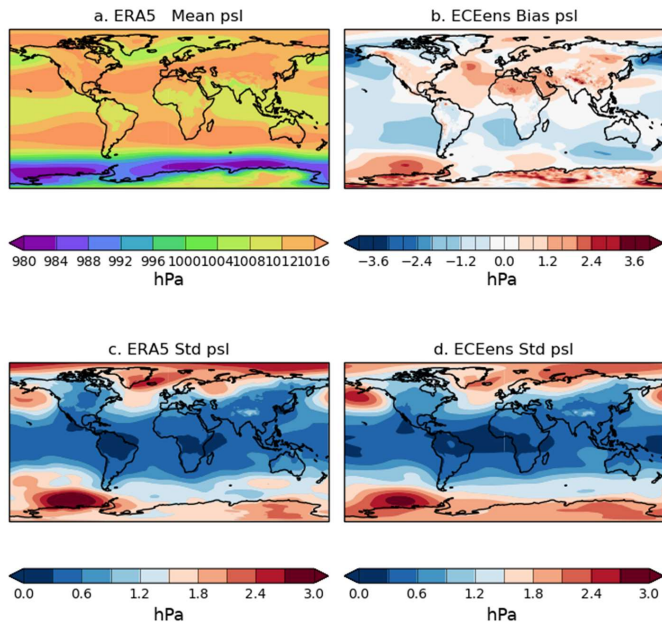 a. ERA5   Mean psl
b. ECEens Bias psl
980 984 988 992 996 1000 1004 1008 1012 1016
hPa
−3.6 −2.4 −1.2 0.0 1.2 2.4 3.6
hPa
c. ERA5 Std psl
d. ECEens Std psl
0.0 0.6 1.2 1.8 2.4 3.0
hPa
0.0 0.6 1.2 1.8 2.4 3.0
hPa